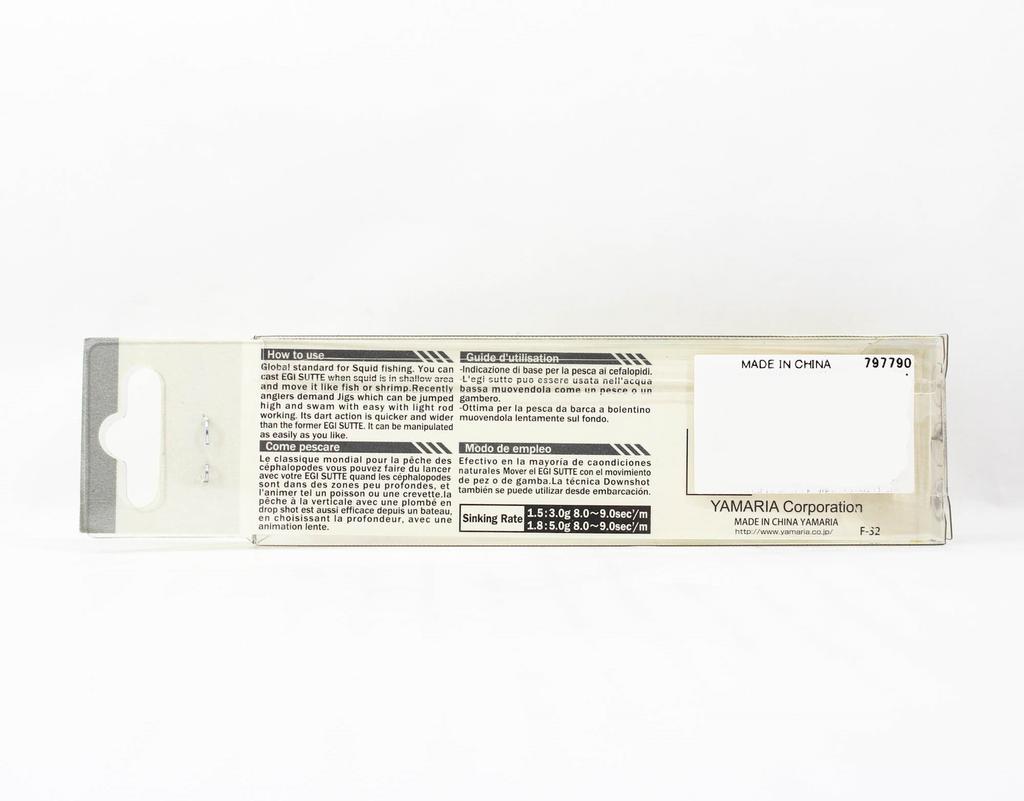 How to use
Global standard for Squid fishing. You can
cast EGI SUTTE when squid is in shallow area
and move it like fish or shrimp.Recently
angiers demand Jigs which can be jumped
high and swam with easy with light rod
working. Its dart action is quicker and wider
than the former EGI SUTTE. It can be manipulated
as easily as you like.
Come pescare
Le classique mondial pour la pêche des
céphalopodes vous pouvez faire du lancer
avec votre EGI SUTTE quand les céphalopodes
sont dans des zones peu profondes, et
l'animer tel un poisson ou une crevette.la
pêche à la verticale avec une plombé en
drop shot est aussi efficace depuis un bateau,
en choisissant la profondeur, avec une
animation lente.
Guide d'utilisation
-Indicazione di base per la pesca ai cefalopidi.
-L'egi sutte puo essere usata nell'acqua
bassa muovendola come un pesce o un
gambero.
-Ottima per la pesca da barca a bolentino
muovendola lentamente sul fondo.
Modo de empleo
Efectivo en la mayoría de caondiciones
naturales Mover el EGI SUTTE con el movimiento
de pez o de gamba.La técnica Downshot
también se puede utilizar desde embarcación.
Sinking Rate
1.5:3.0g 8.0~9.0sec'/m
1.8:5.0g 8.0~9.0sec'/m
MADE IN CHINA 797790
YAMARIA Corporation
MADE IN CHINA YAMARIA
http://www.yamaria.co.jp/ F-32